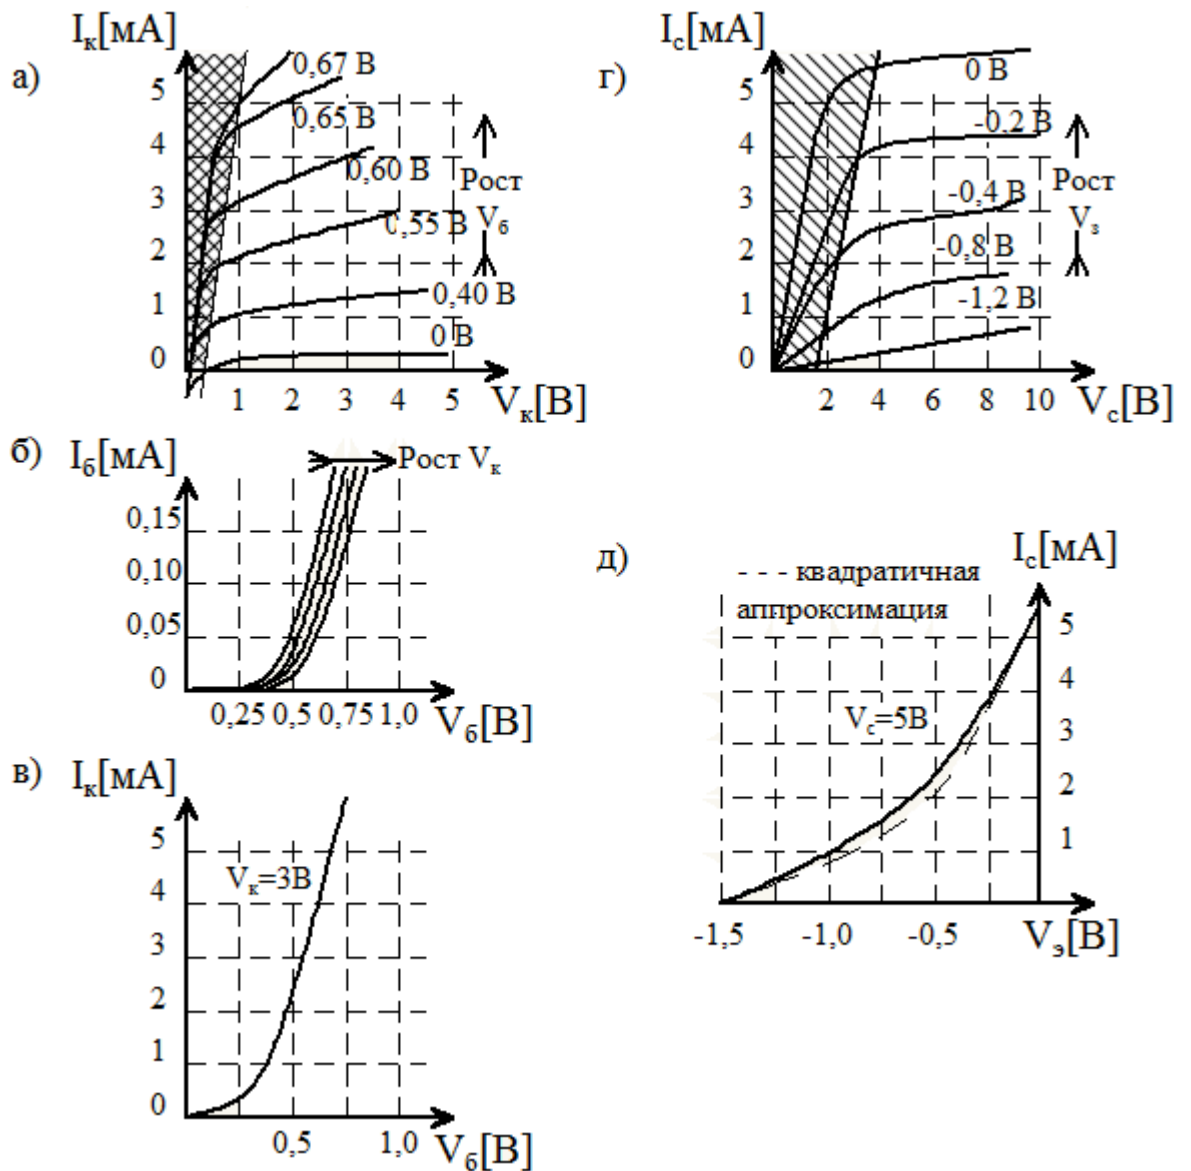 а)
Iк[мА]
5
4
3
2
1
0
0,67 В
0,65 В
0,60 В
0,55 В
0,40 В
0 В
Рост
Vб
1 2 3 4 5
Vк[В]
г)
Iс[мА]
5
4
3
2
1
0
0 В
-0,2 В
-0,4 В
-0,8 В
-1,2 В
Рост
Vз
2 4 6 8 10
Vс[В]
б)
Iб[мА]
Рост Vк
0,15
0,10
0,05
0
0,25 0,5 0,75 1,0
Vб[В]
д)
Iс[мА]
- - - квадратичная
аппроксимация
Vс=5В
5
4
3
2
1
-1,5 -1,0 -0,5
Vэ[В]
в)
Iк[мА]
5
4
3
2
1
0
Vк=3В
0,5 1,0
Vб[В]